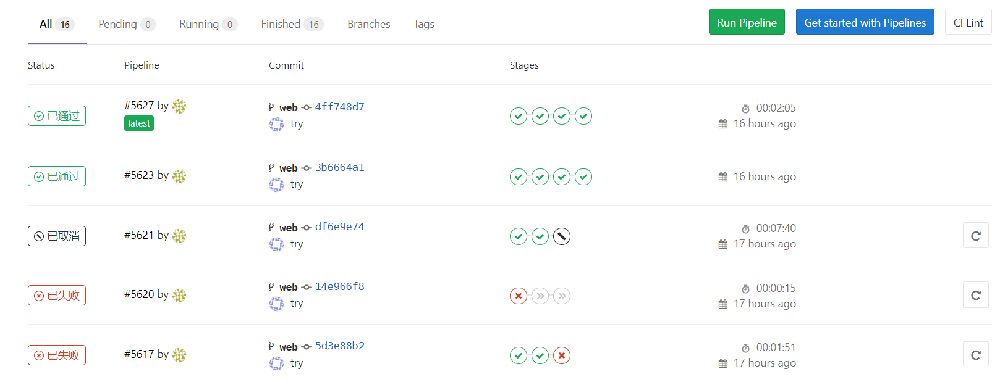 All 16 Pending 0 Running 0 Finished 16 Branches Tags Run Pipeline Get started with Pipelines CI Lint
Status Pipeline Commit Stages
已通过 #5627 by web 4ff748d7 00:02:05
latest try 16 hours ago
已通过 #5623 by web 3b6664a1 16 hours ago
try
已取消 #5621 by web df6e9e74 00:07:40
try 17 hours ago
已失败 #5620 by web 14e966f8 00:00:15
try 17 hours ago
已失败 #5617 by web 5d3e88b2 00:01:51
try 17 hours ago